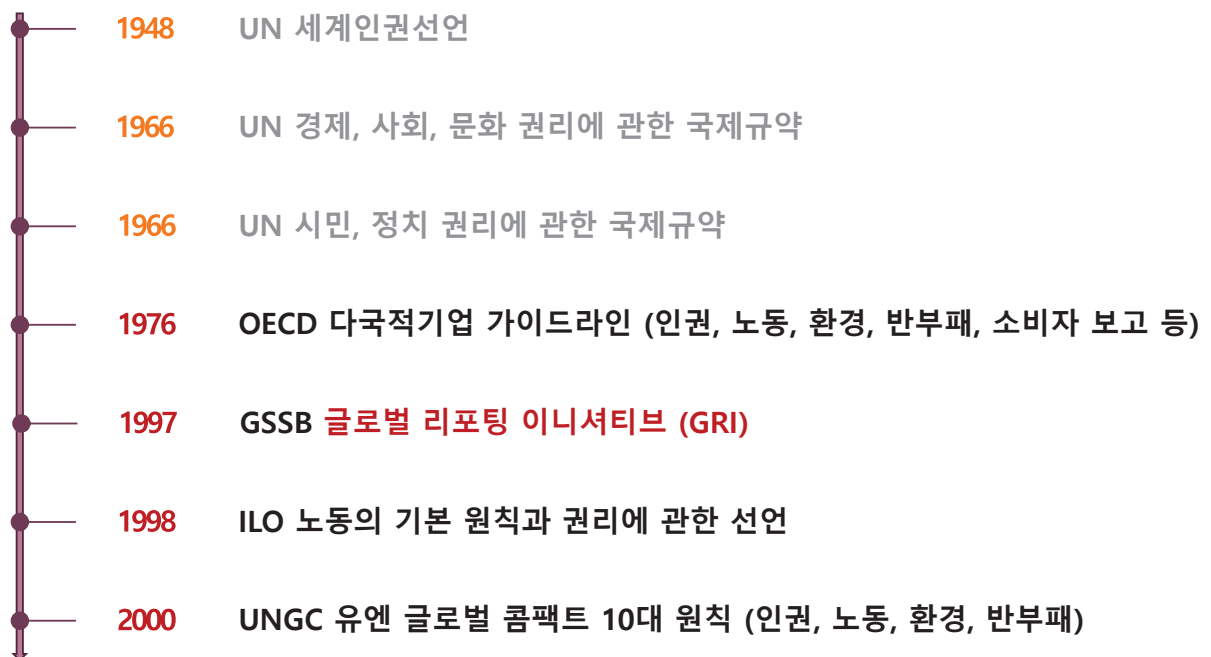 1948 UN 세계인권선언
1966 UN 경제, 사회, 문화 권리에 관한 국제규약
1966 UN 시민, 정치 권리에 관한 국제규약
1976 OECD 다국적기업 가이드라인 (인권, 노동, 환경, 반부패, 소비자 보고 등)
1997 GSSB 글로벌 리포팅 이니셔티브 (GRI)
1998 ILO 노동의 기본 원칙과 권리에 관한 선언
2000 UNGC 유엔 글로벌 콤팩트 10대 원칙 (인권, 노동, 환경, 반부패)